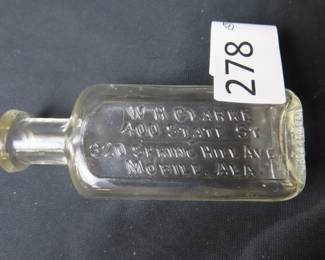 278
W H CLARKE
400 STATE ST
320 SPRING HILL AVE
MOBILE, ALA